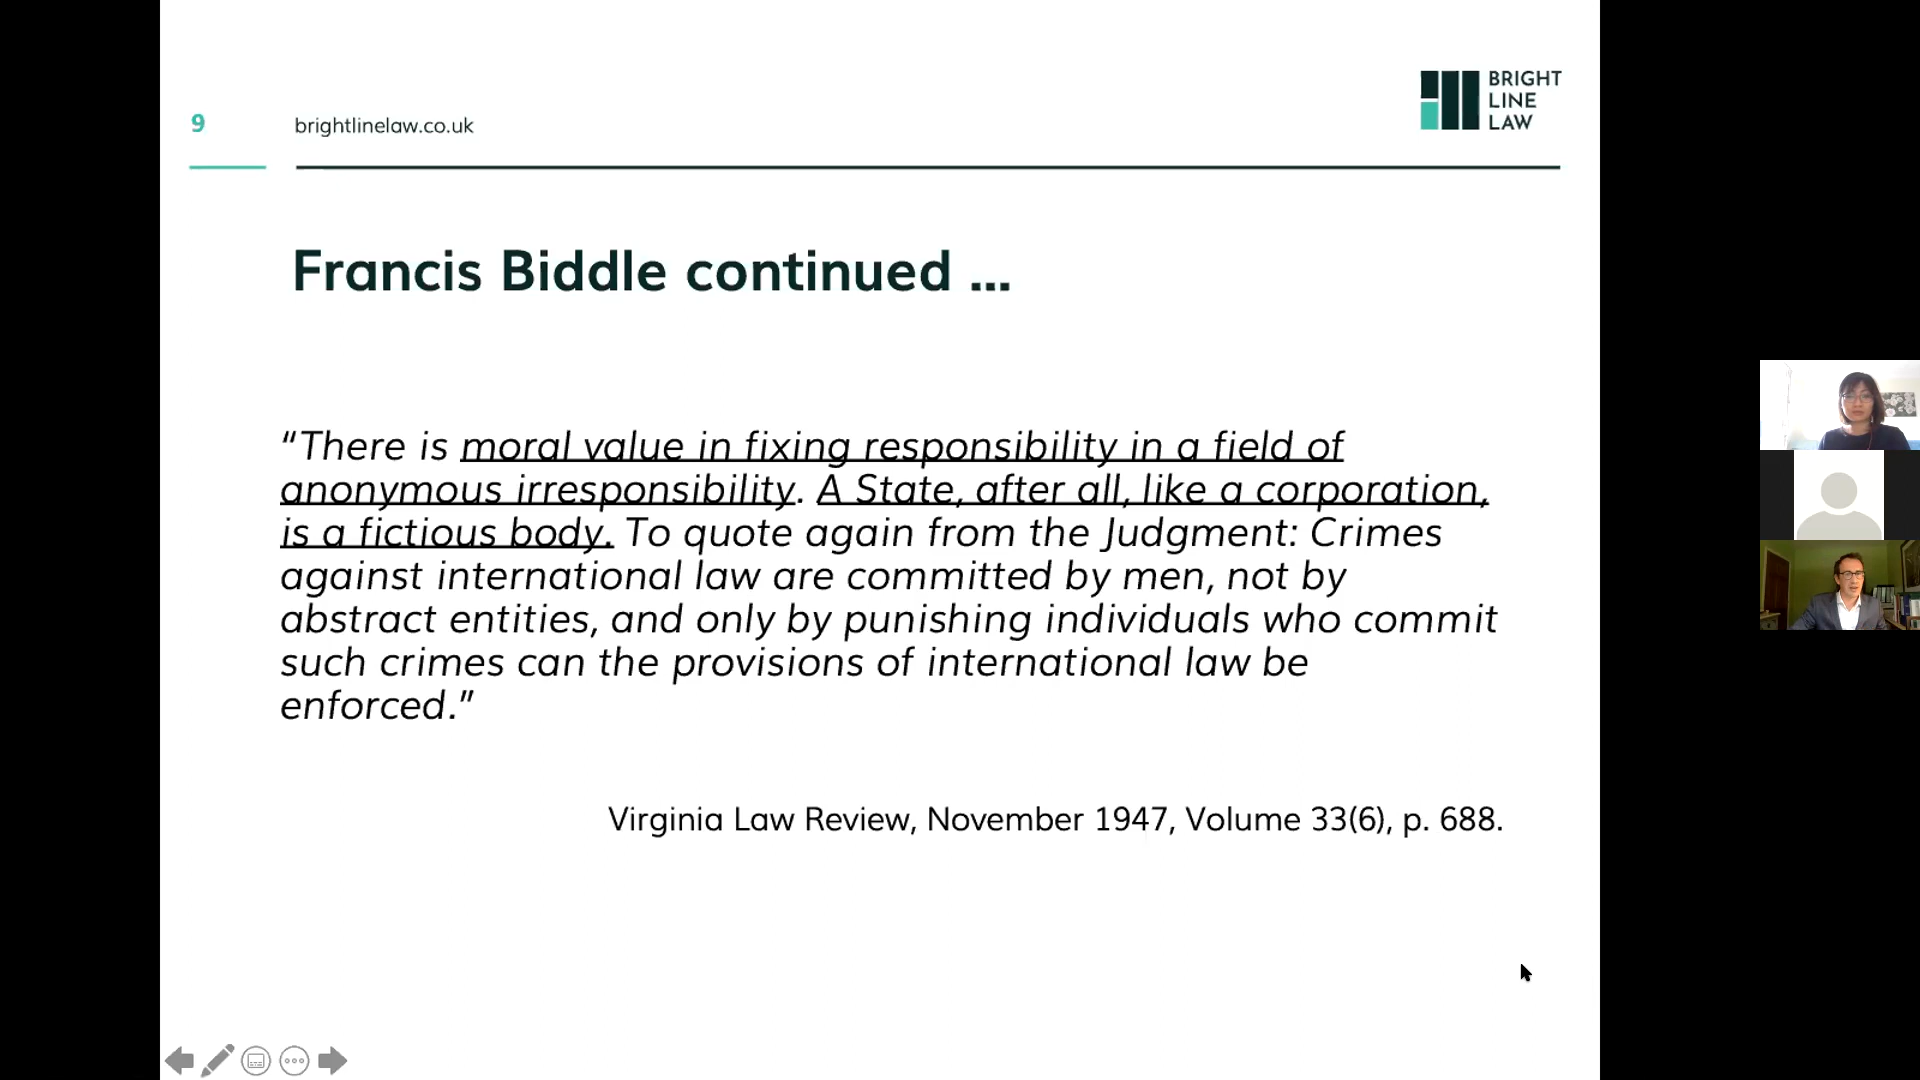 BRIGHT
LINE
LAW
9
brightlinelaw.co.uk
Francis Biddle continued ...
“There is moral value in fixing responsibility in a field of
anonymous irresponsibility. A State, after all, like a corporation,
is a fictious body. To quote again from the Judgment: Crimes
against international law are committed by men, not by
abstract entities, and only by punishing individuals who commit
such crimes can the provisions of international law be
enforced.”
Virginia Law Review, November 1947, Volume 33(6), p. 688.